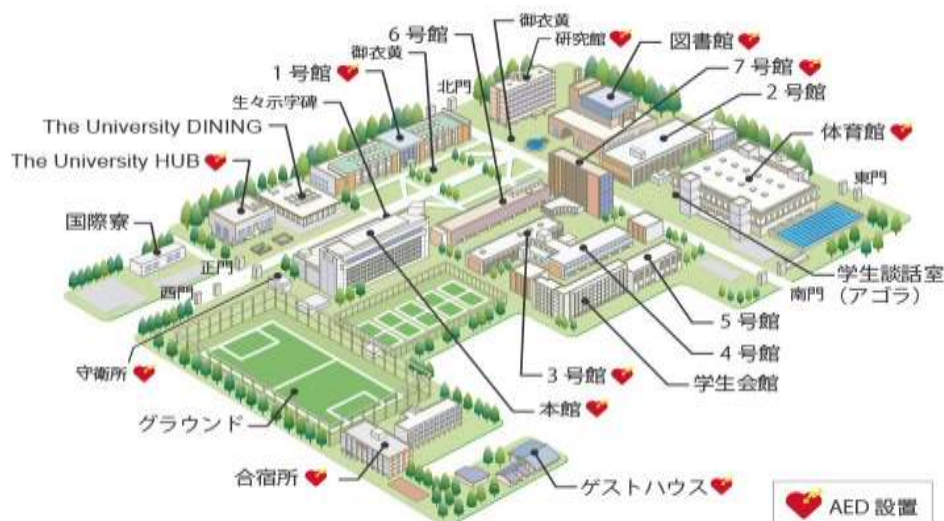 御衣黄
6号館
研究館
図書館
御衣黄
1号館
北門
7号館
生々示字碑
2号館
The University DINING
体育館
The University HUB
東門
国際寮
正門
西門
学生談話室
(アゴラ)
南門
5号館
4号館
守衛所
3号館
学生会館
グラウンド
本館
合宿所
ゲストハウス
AED 設置